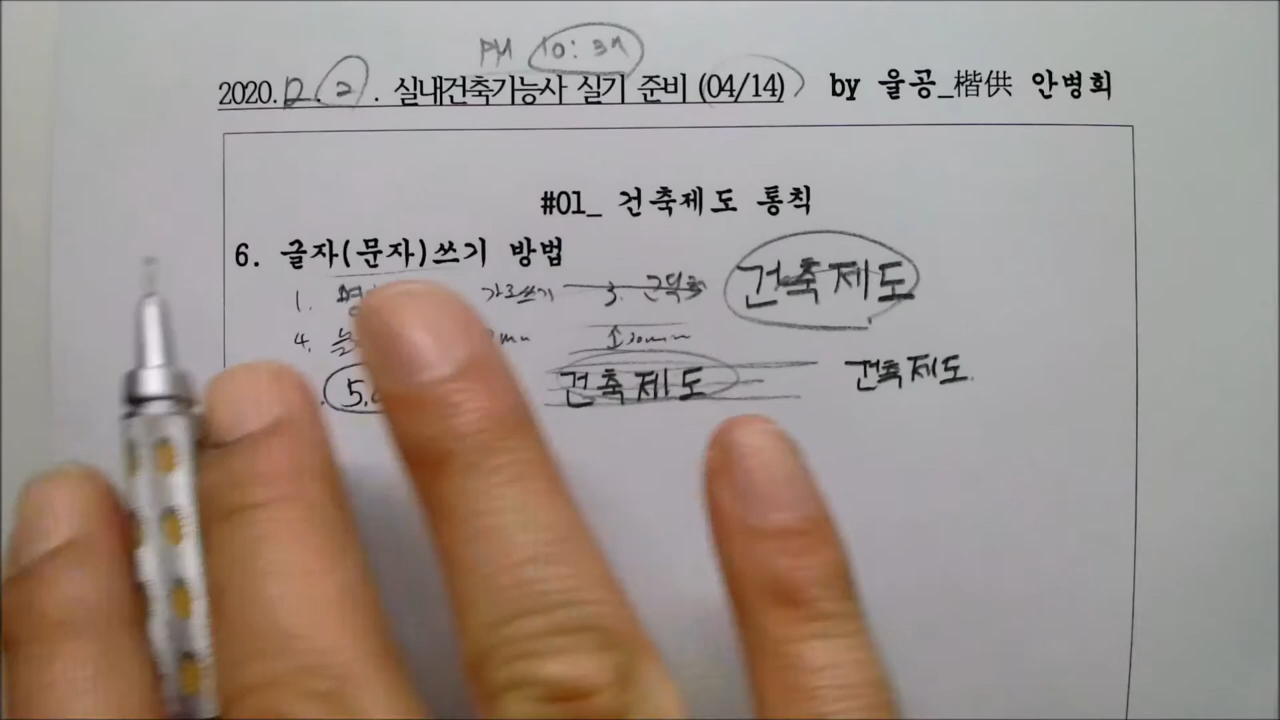 PM 10:37
2020. 12. 2. 실내건축기능사 실기 준비 (04/14) by 율공_楷供 안병회
#01_ 건축제도 통칙
6. 글자(문자)쓰기 방법
1. 가로쓰기 3. 건축제도
4. 20mm
5. 건축제도 건축제도